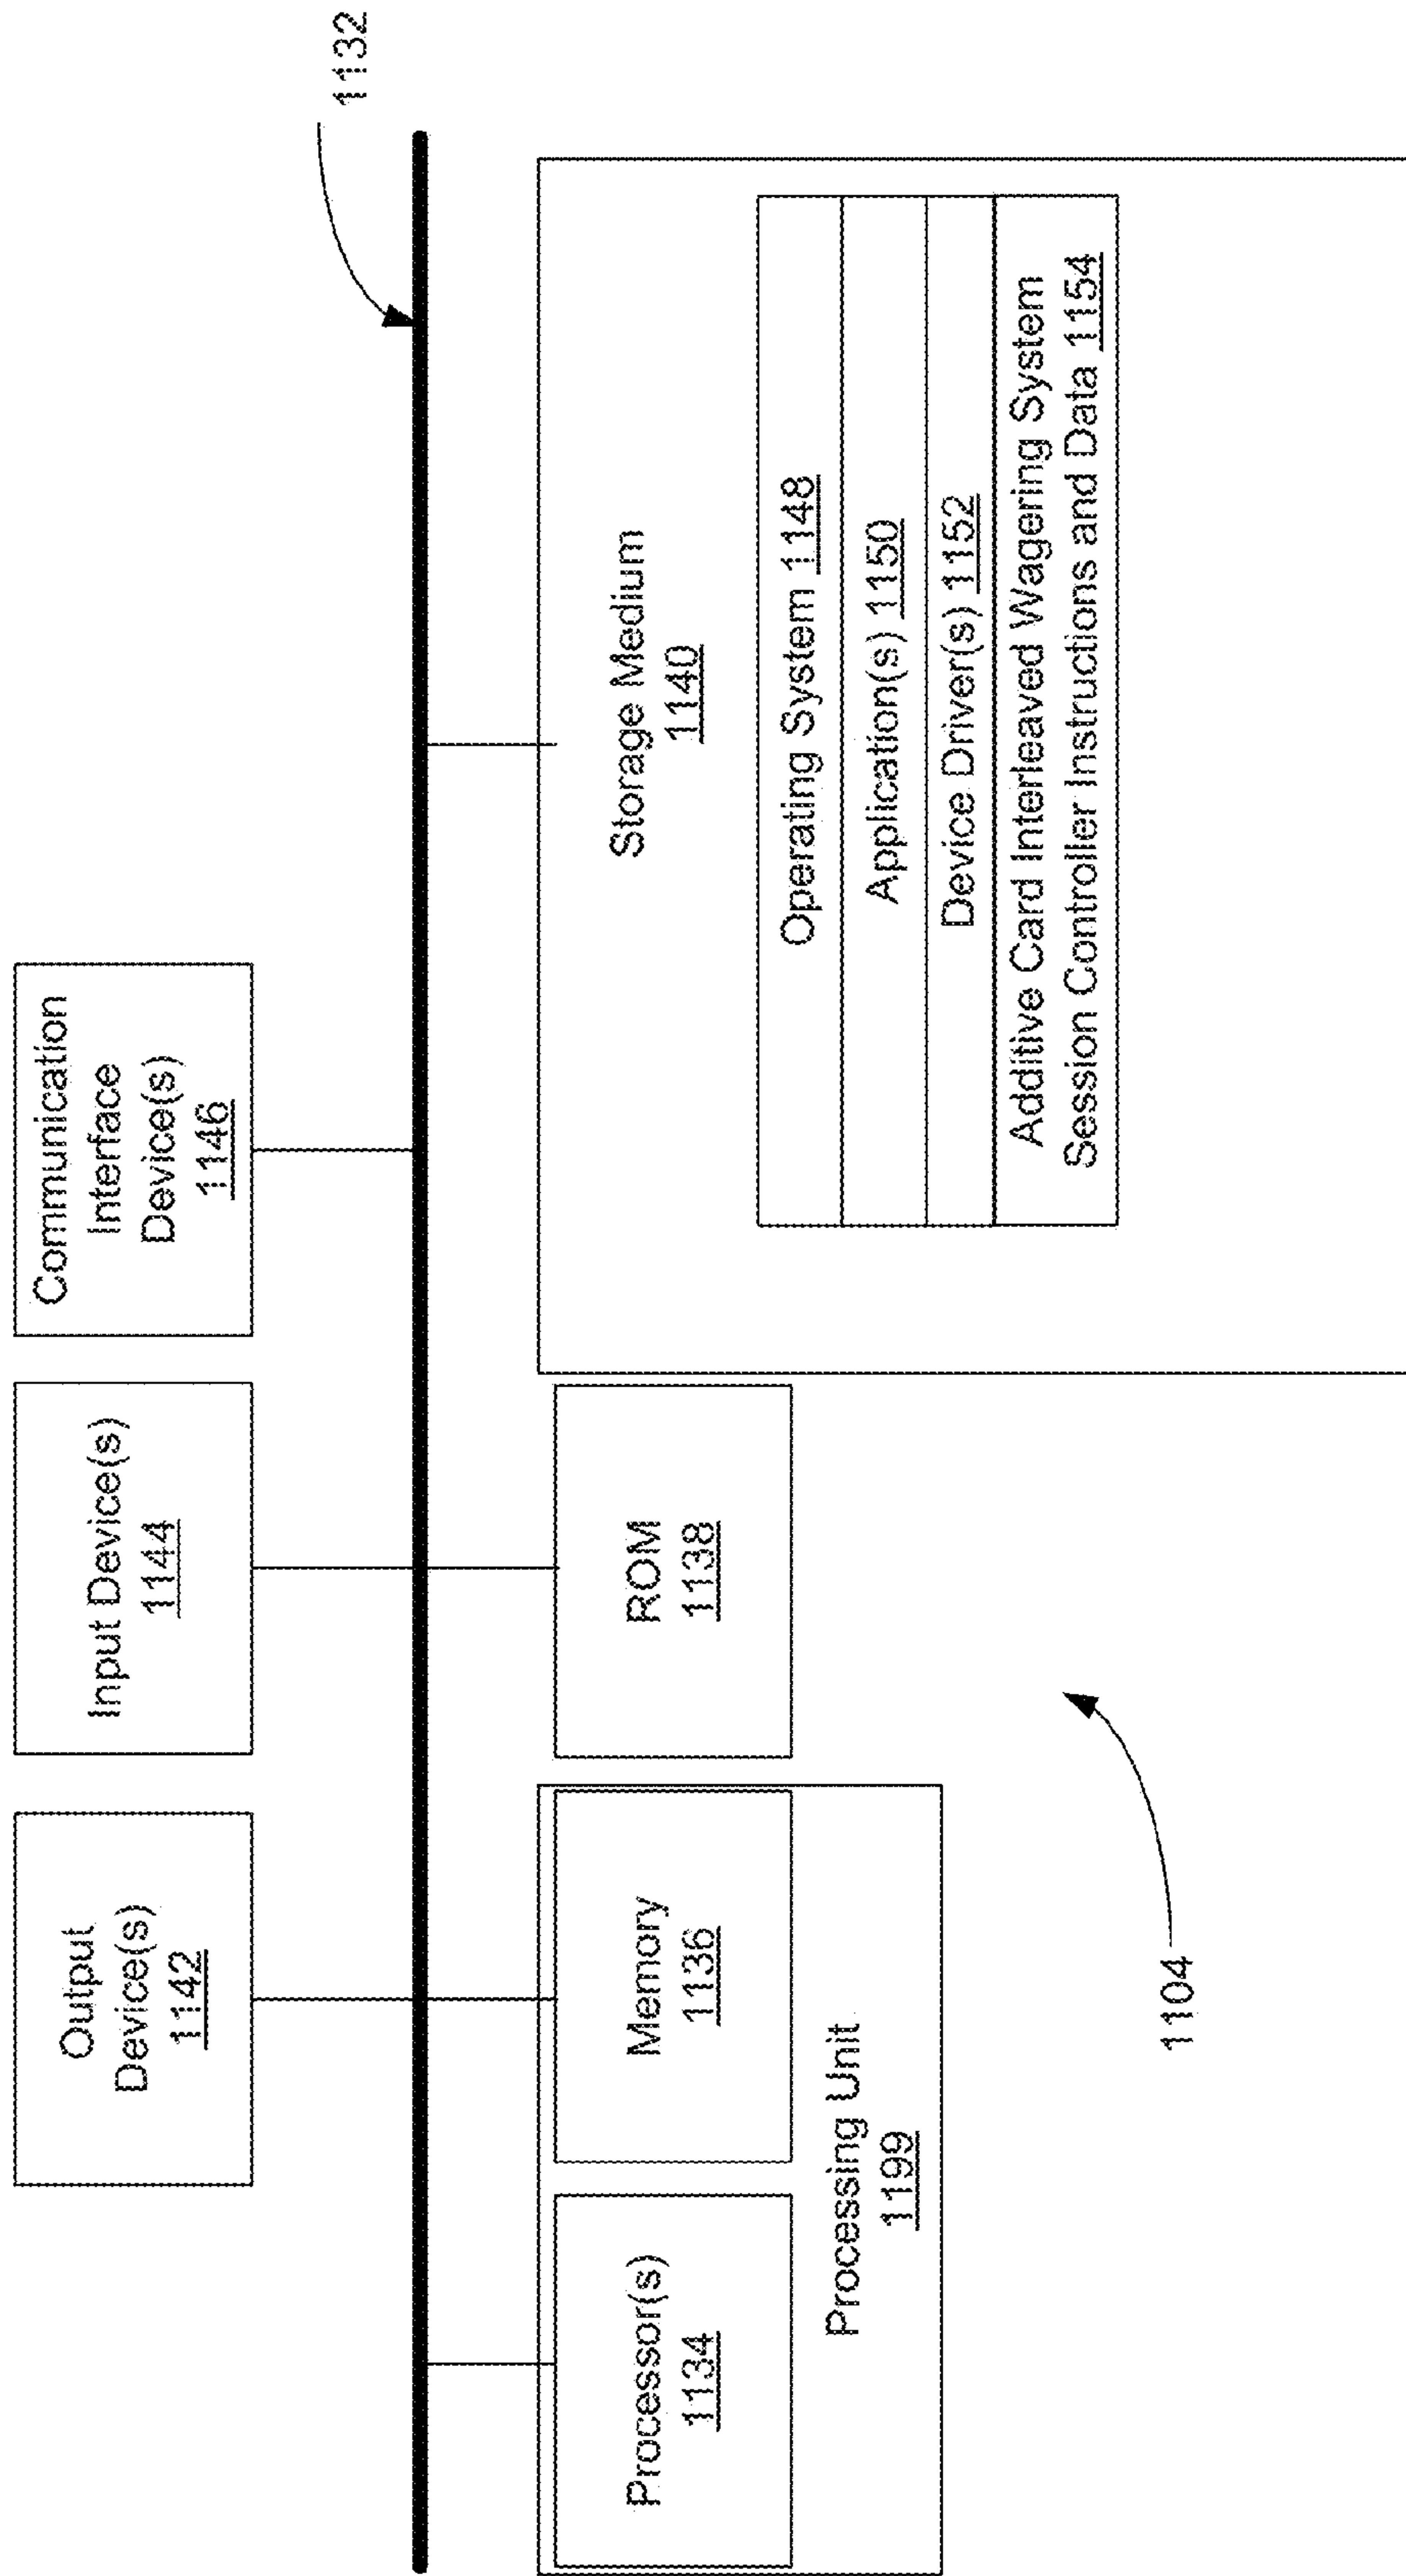 Output
Device(s)
1142
Input Device(s)
1144
Communication
Interface
Device(s)
1146
1132
Processor(s)
1134
Memory
1136
Processing Unit
1199
ROM
1138
Storage Medium
1140
Operating System 1148
Application(s) 1150
Device Driver(s) 1152
Additive Card Interleaved Wagering System
Session Controller Instructions and Data 1154
1104